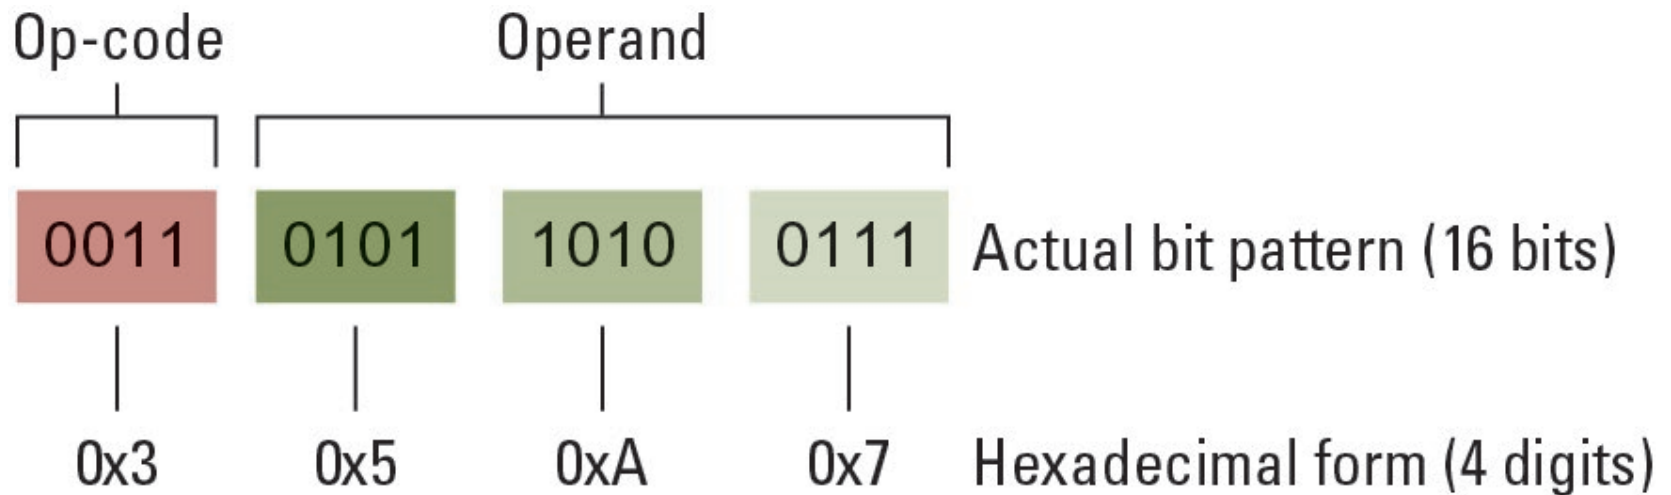 Op-code Operand
0011 0101 1010 0111 Actual bit pattern (16 bits)
0x3 0x5 0xA 0x7 Hexadecimal form (4 digits)